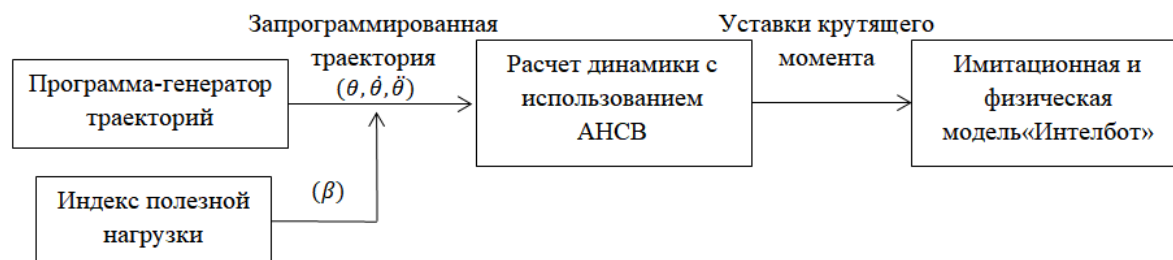 Запрограммированная
траектория
(θ, θ̇, θ̈)
Уставки крутящего
момента
Программа-генератор
траекторий
Расчет динамики с
использованием
АНСВ
Имитационная и
физическая
модель«Интелбот»
Индекс полезной
нагрузки
(β)